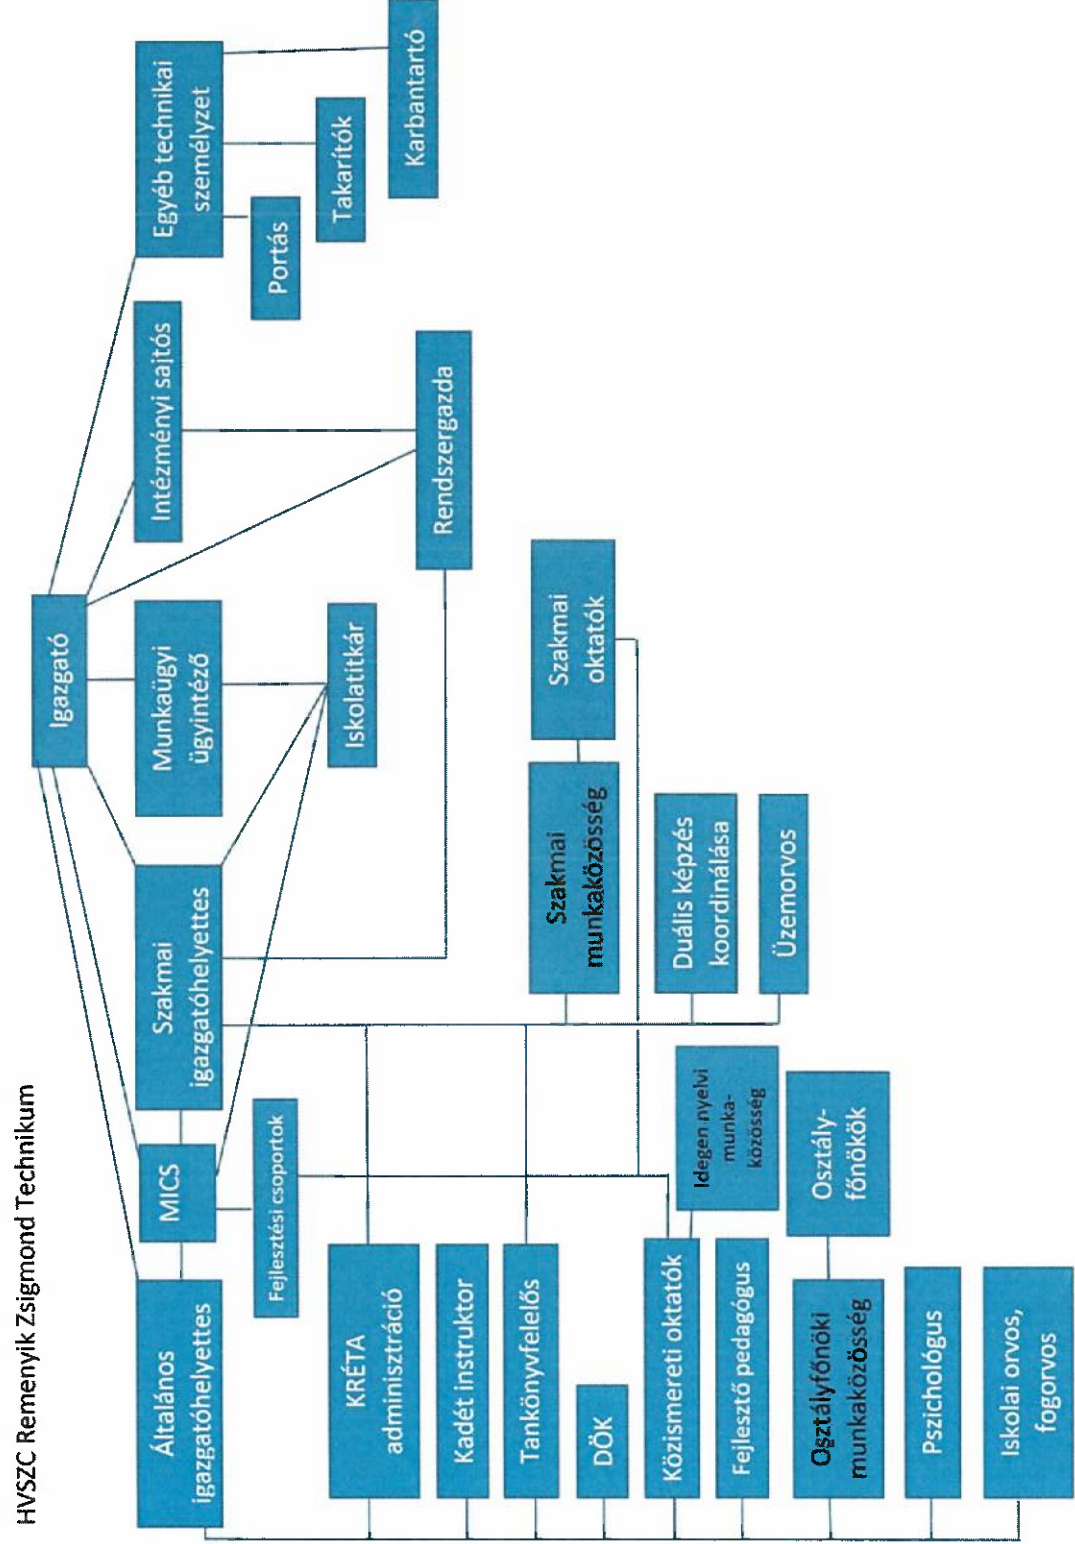 HVSZC Remenyik Zsigmond Technikum
Igazgató
Általános
igazgatóhelyettes
MICS
Szakmai
igazgatóhelyettes
Munkaügyi
ügyintéző
Intézményi sajtós
Egyéb technikai
személyzet
Fejlesztési csoportok
Iskolatitkár
Portás
Takarítók
Karbantartó
Rendszergazda
KRÉTA
adminisztráció
Kadét instruktor
Tankönyvfelelős
DÖK
Közismereti oktatók
Idegen nyelvi
munka-
közösség
Fejlesztő pedagógus
Osztályfőnöki
munkaközösség
Osztály-
főnökök
Pszichológus
Iskolai orvos,
fogorvos
Szakmai
munkaközösség
Szakmai
oktatók
Duális képzés
koordinálása
Üzemorvos